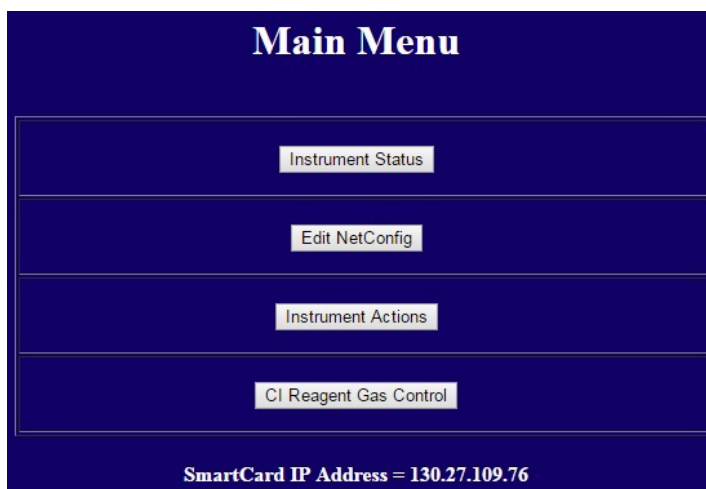 Main Menu
Instrument Status
Edit NetConfig
Instrument Actions
CI Reagent Gas Control
SmartCard IP Address = 130.27.109.76